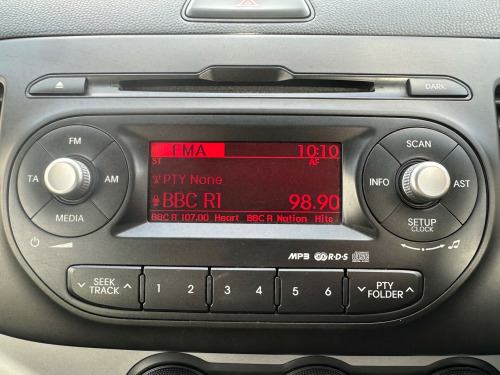 DARK
FMA 10:10
ST AF
PTY None
BBC R1 98.90
BBC R 107.00 Heart BBC R Nation Hits
FM
TA AM
MEDIA
SCAN
INFO AST
SETUP
CLOCK
MP3 R·D·S
SEEK
TRACK
1 2 3 4 5 6
PTY
FOLDER